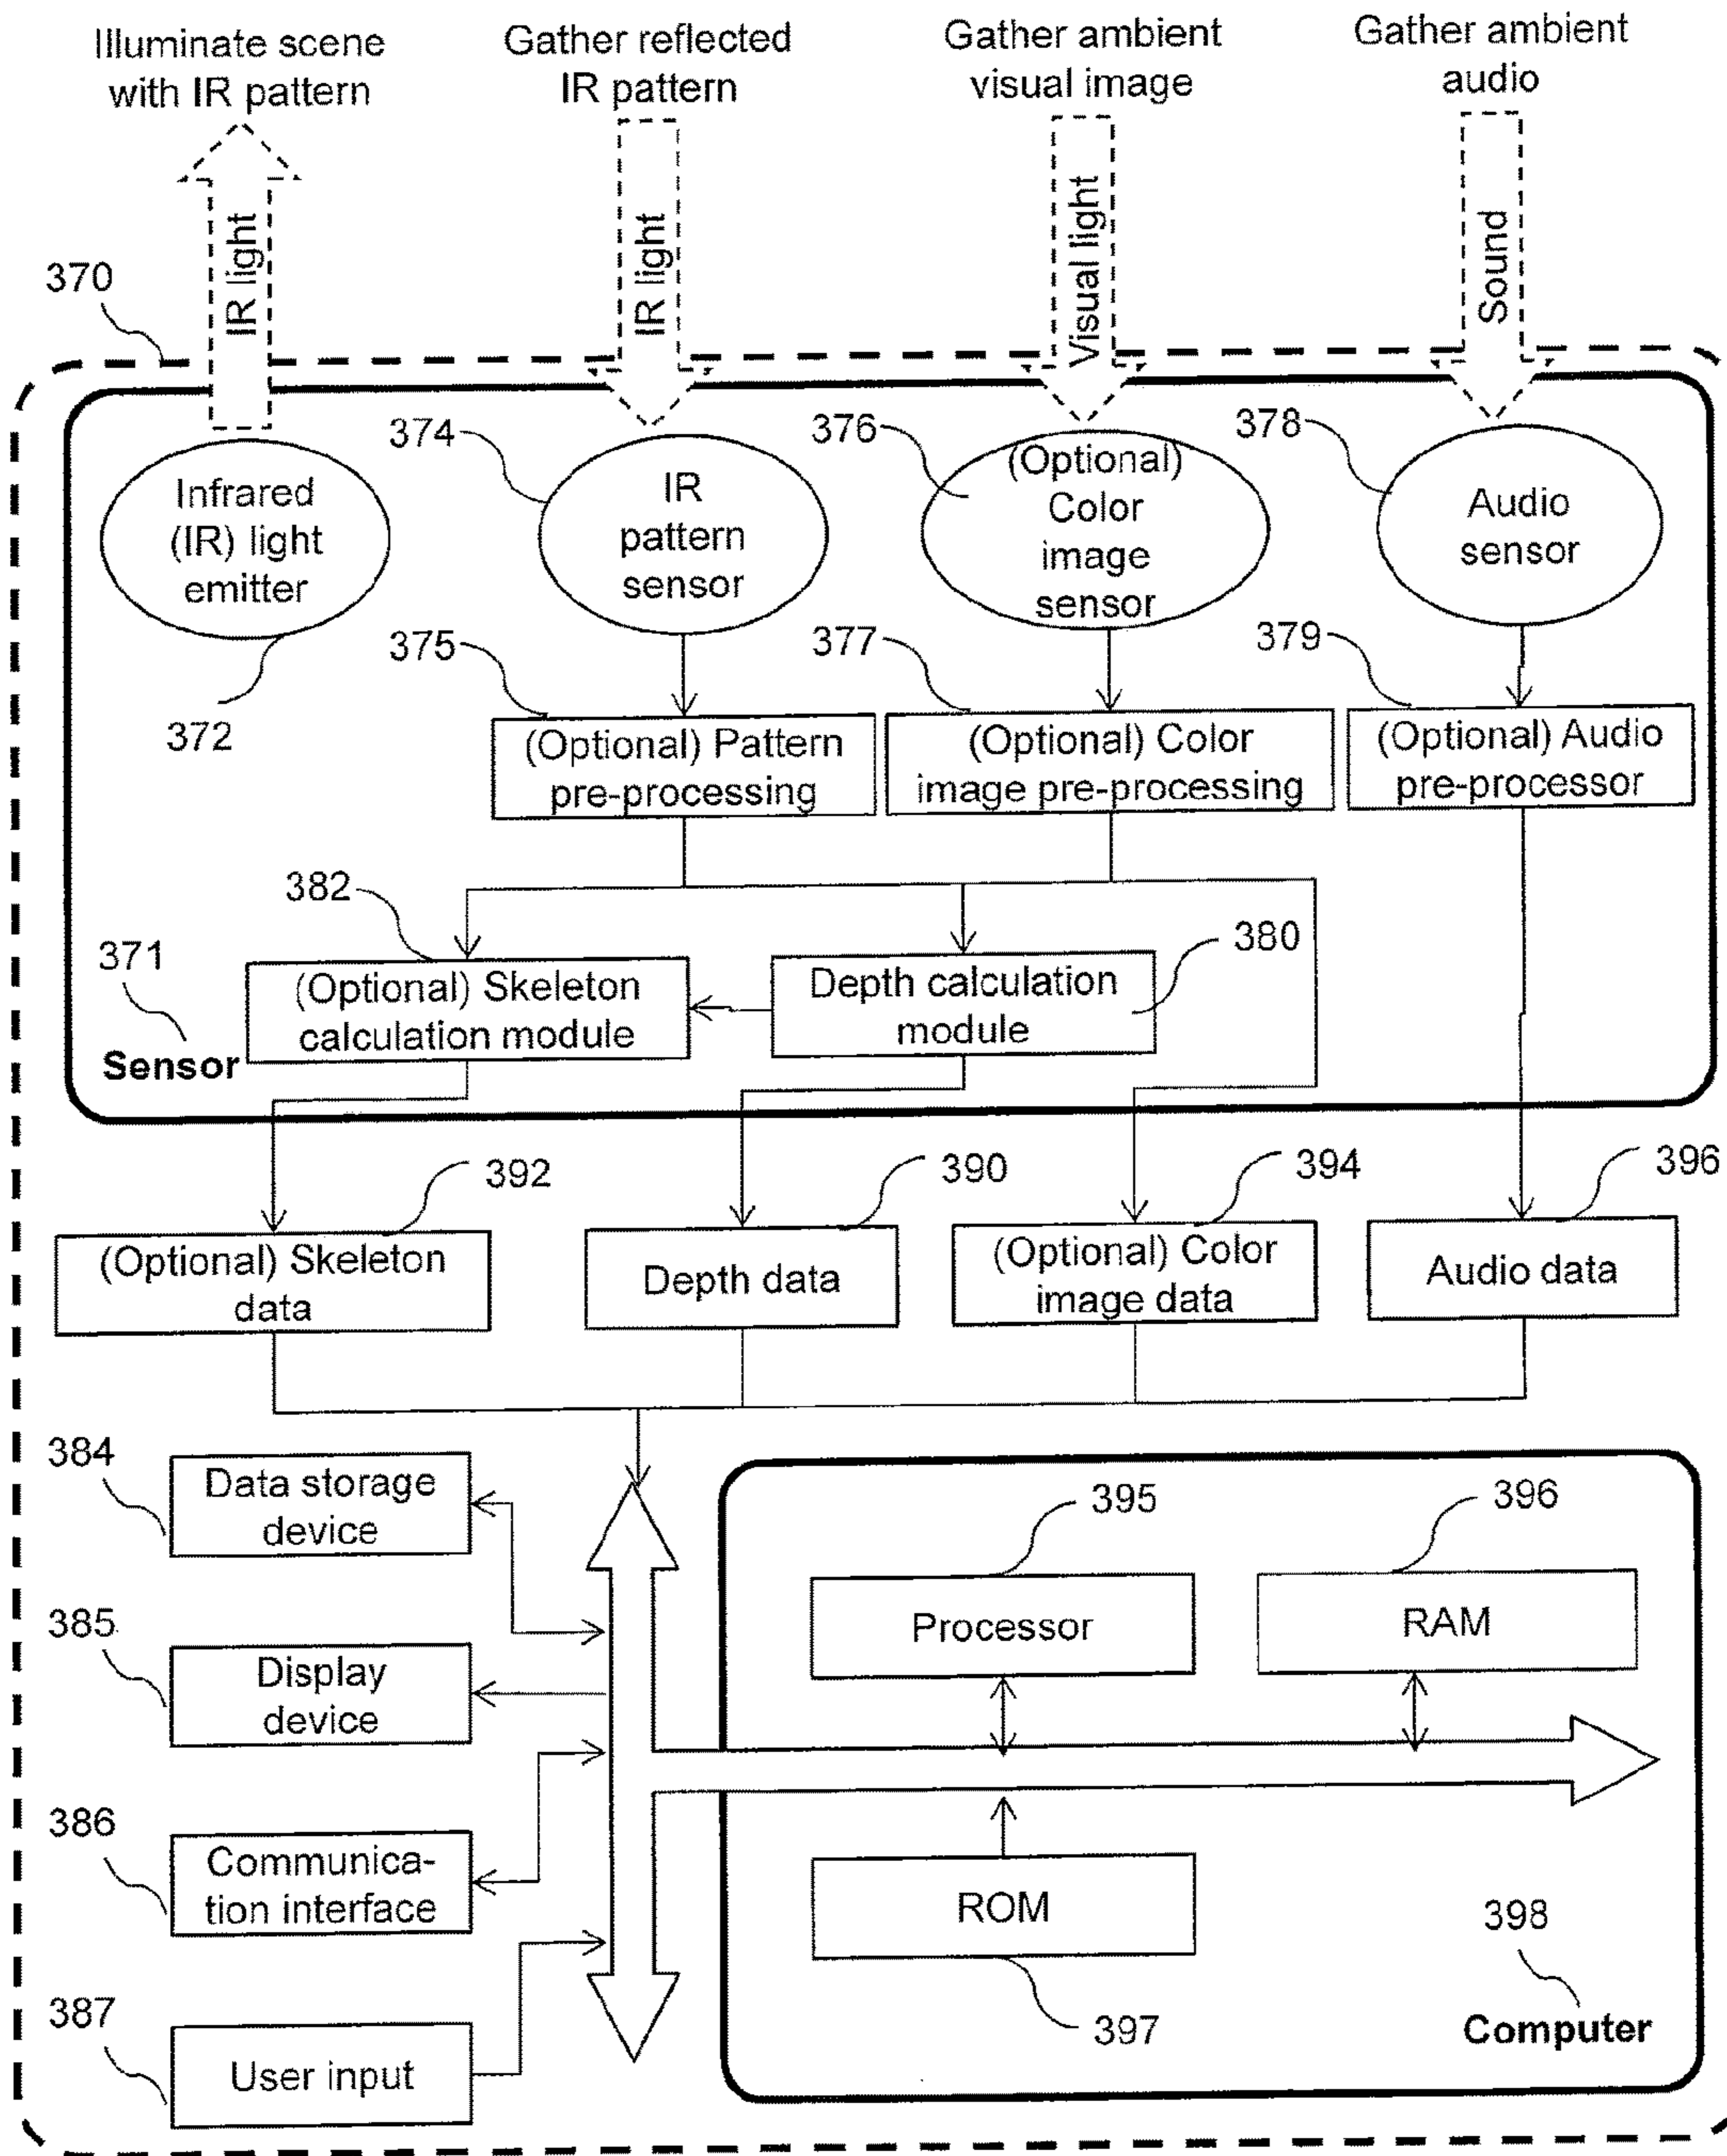 Illuminate scene
with IR pattern
Gather reflected
IR pattern
Gather ambient
visual image
Gather ambient
audio
IR light
IR light
Visual light
Sound
370
374
376
378
Infrared
(IR) light
emitter
IR
pattern
sensor
(Optional)
Color
image
sensor
Audio
sensor
372
375
377
379
(Optional) Pattern
pre-processing
(Optional) Color
image pre-processing
(Optional) Audio
pre-processor
382
380
371
Sensor
(Optional) Skeleton
calculation module
Depth calculation
module
392
390
394
396
(Optional) Skeleton
data
Depth data
(Optional) Color
image data
Audio data
384
Data storage
device
385
Display
device
386
Communica-
tion interface
387
User input
395
396
Processor
RAM
ROM
397
398
Computer